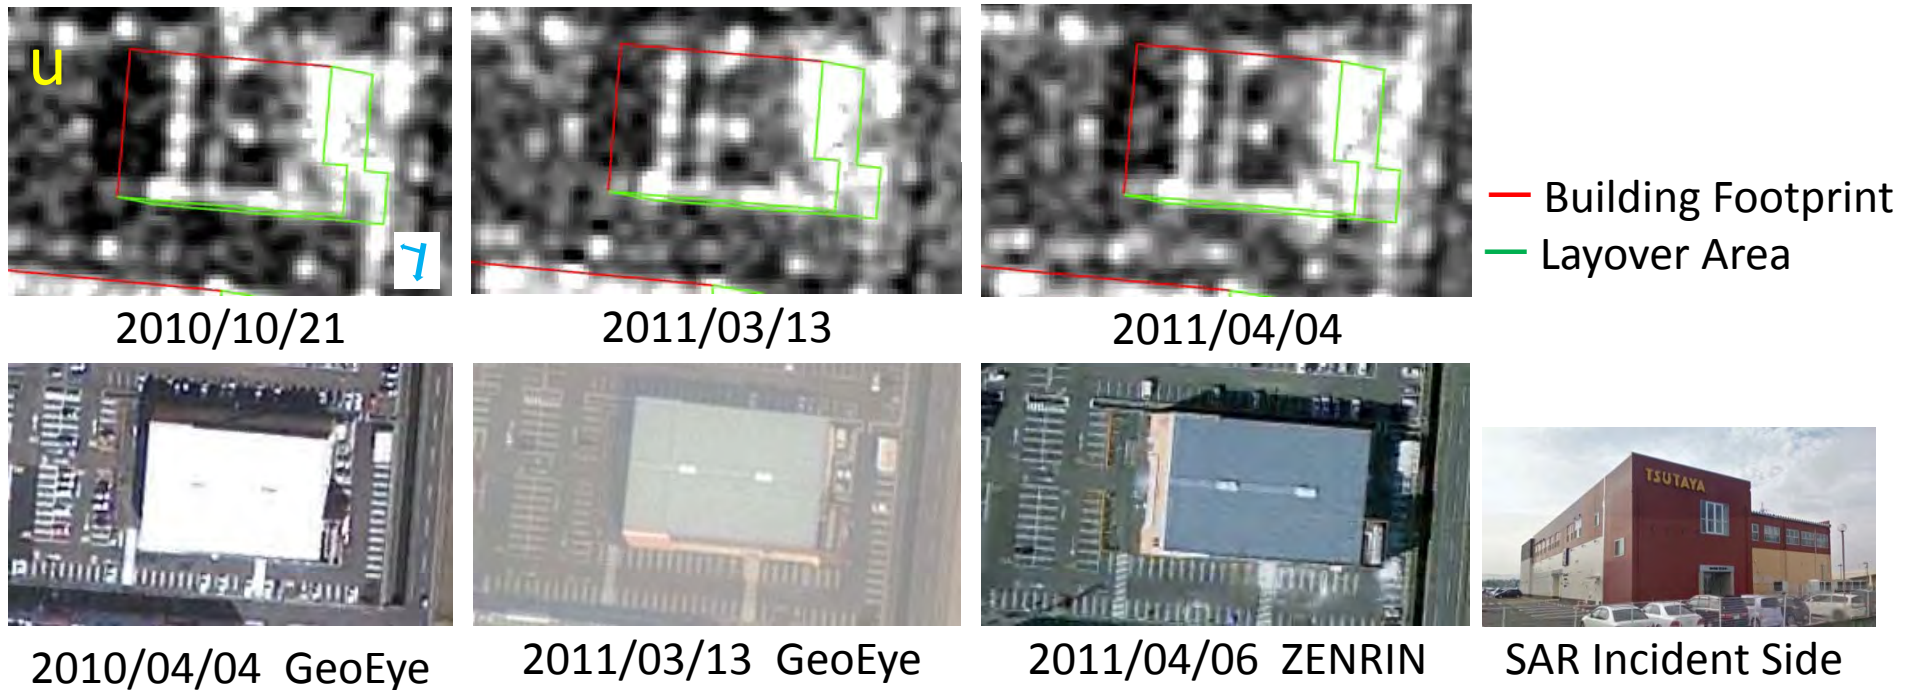 u
2010/10/21
2011/03/13
2011/04/04
Building Footprint
Layover Area
TSUTAYA
2010/04/04 GeoEye
2011/03/13 GeoEye
2011/04/06 ZENRIN
SAR Incident Side